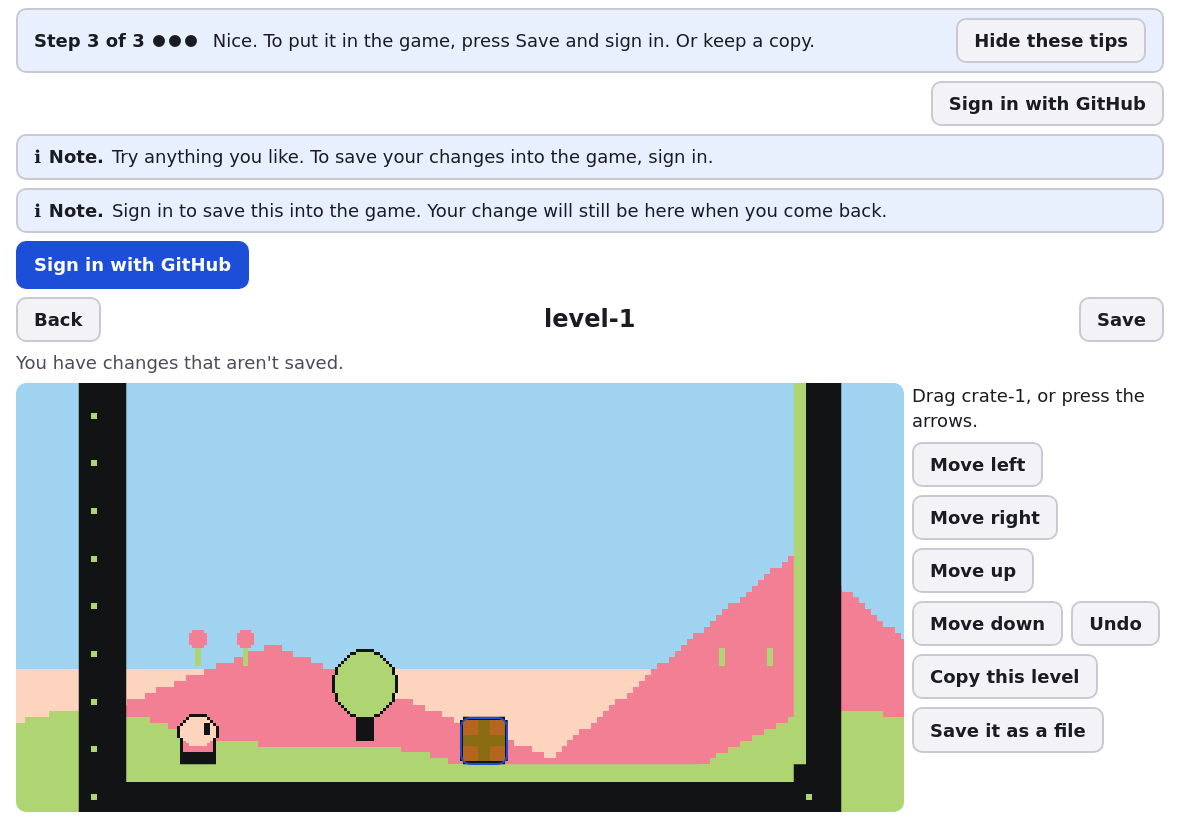 Step 3 of 3 ●●● Nice. To put it in the game, press Save and sign in. Or keep a copy.
Hide these tips
Sign in with GitHub
ℹ Note. Try anything you like. To save your changes into the game, sign in.
ℹ Note. Sign in to save this into the game. Your change will still be here when you come back.
Sign in with GitHub
Back
level-1
Save
You have changes that aren't saved.
Drag crate-1, or press the
arrows.
Move left
Move right
Move up
Move down
Undo
Copy this level
Save it as a file